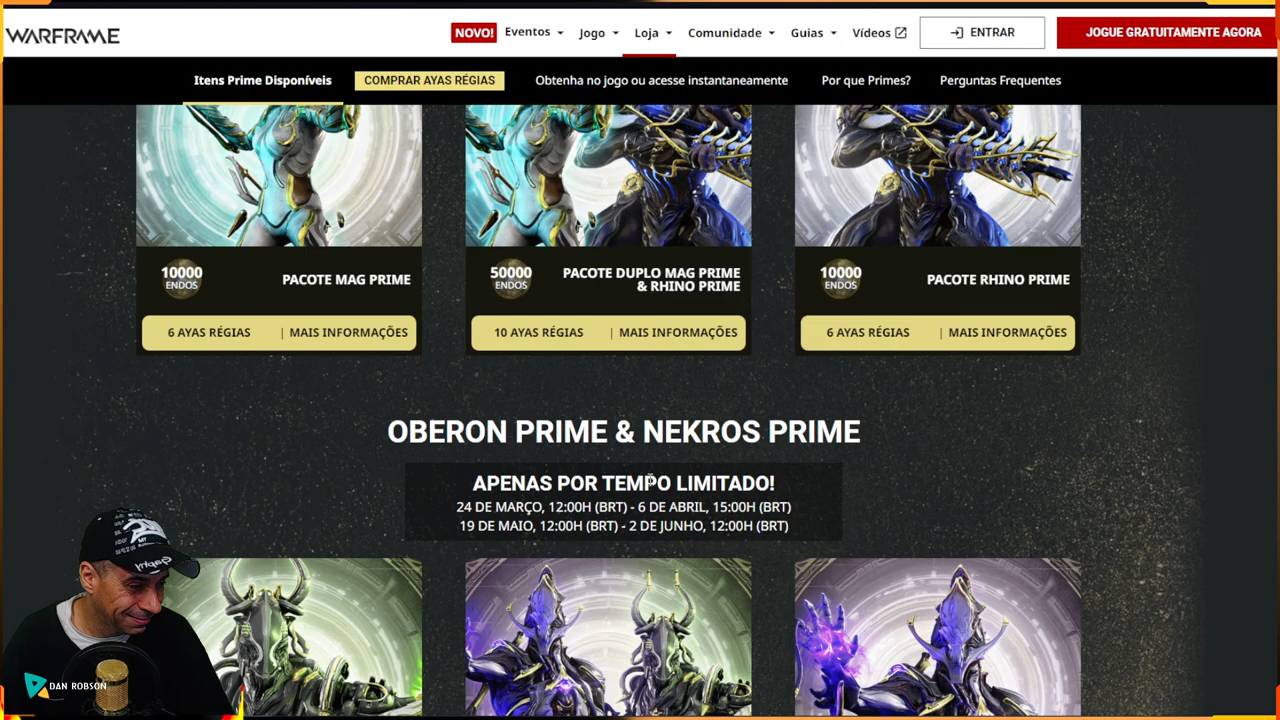 WARFRAME
NOVO! Eventos Jogo Loja Comunidade Guias Vídeos ENTRAR JOGUE GRATUITAMENTE AGORA
Itens Prime Disponíveis COMPRAR AYAS RÉGIAS Obtenha no jogo ou acesse instantaneamente Por que Primes? Perguntas Frequentes
10000
ENDOS
PACOTE MAG PRIME
6 AYAS RÉGIAS | MAIS INFORMAÇÕES
50000
ENDOS
PACOTE DUPLO MAG PRIME
& RHINO PRIME
10 AYAS RÉGIAS | MAIS INFORMAÇÕES
10000
ENDOS
PACOTE RHINO PRIME
6 AYAS RÉGIAS | MAIS INFORMAÇÕES
OBERON PRIME & NEKROS PRIME
APENAS POR TEMPO LIMITADO!
24 DE MARÇO, 12:00H (BRT) - 6 DE ABRIL, 15:00H (BRT)
19 DE MAIO, 12:00H (BRT) - 2 DE JUNHO, 12:00H (BRT)
DAN ROBSON